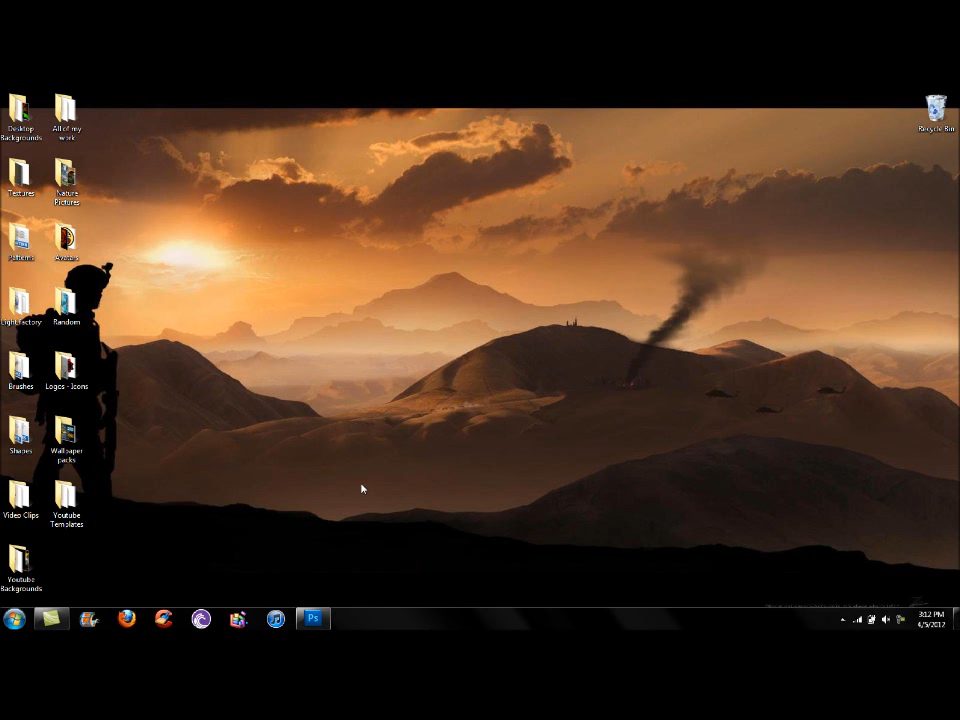 Desktop
Backgrounds
All of my
work
Recycle Bin
Textures
Nature
Pictures
Patterns
Avatars
Light Factory
Random
Brushes
Logos - Icons
Shapes
Wallpaper
packs
Video Clips
Youtube
Templates
Youtube
Backgrounds
Ps
3:12 PM
4/5/2012